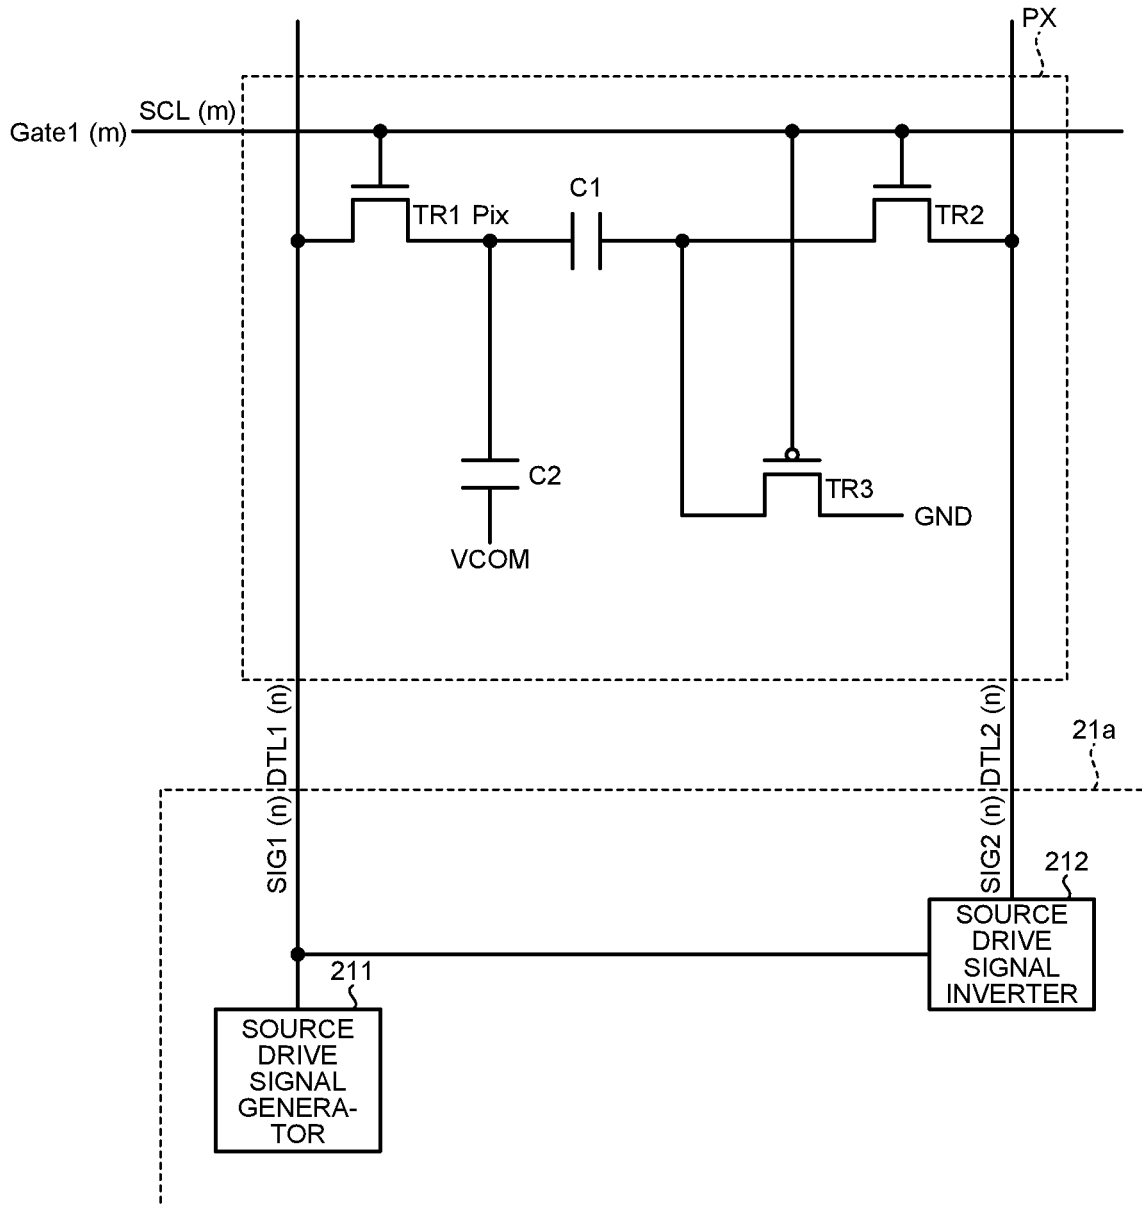 PX
SCL (m)
Gate1 (m)
C1
TR1 Pix
TR2
C2
TR3
GND
VCOM
DTL1 (n)
DTL2 (n)
21a
SIG1 (n)
SIG2 (n)
212
SOURCE
DRIVE
SIGNAL
INVERTER
211
SOURCE
DRIVE
SIGNAL
GENERA-
TOR